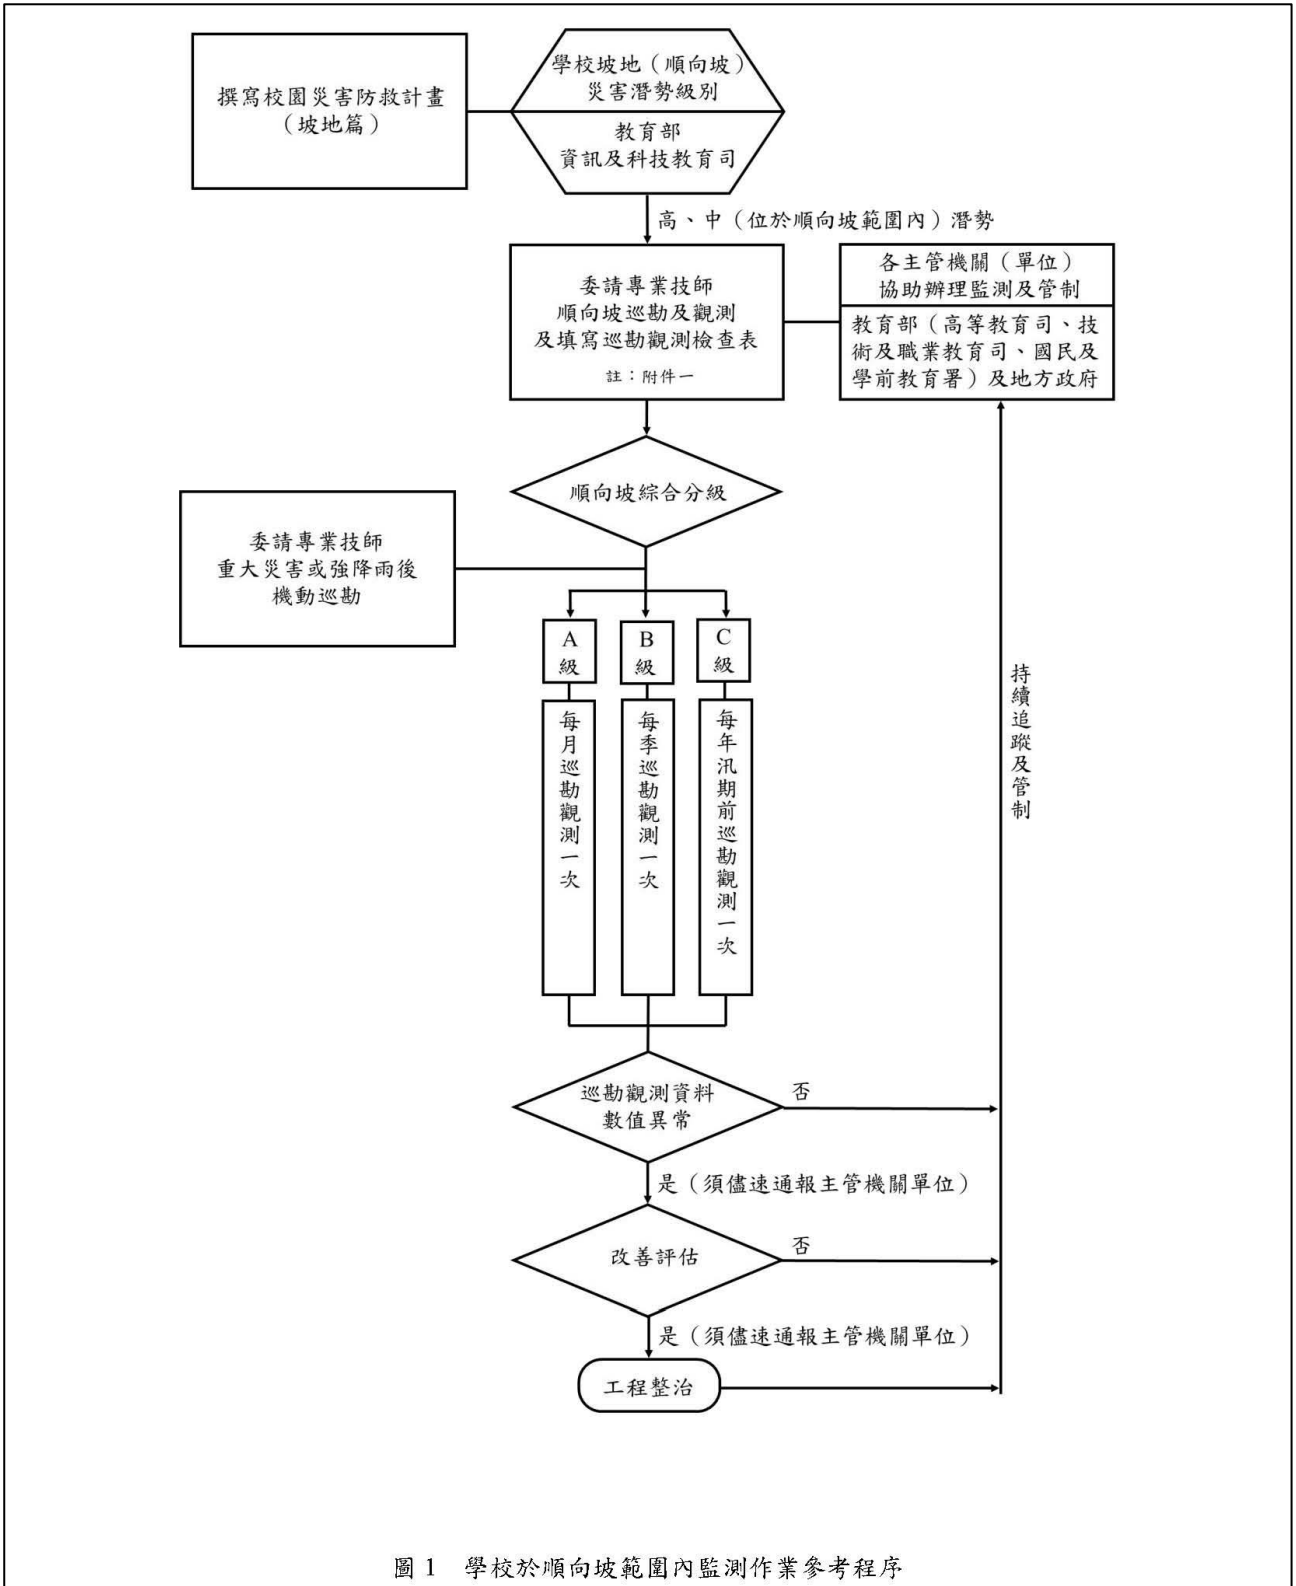 撰寫校園災害防救計畫
（坡地篇）
學校坡地（順向坡）
災害潛勢級別
教育部
資訊及科技教育司
高、中（位於順向坡範圍內）潛勢
委請專業技師
順向坡巡勘及觀測
及填寫巡勘觀測檢查表
註：附件一
各主管機關（單位）
協助辦理監測及管制
教育部（高等教育司、技
術及職業教育司、國民及
學前教育署）及地方政府
順向坡綜合分級
委請專業技師
重大災害或強降雨後
機動巡勘
A
級
B
級
C
級
每月巡勘觀測一次
每季巡勘觀測一次
每年汛期前巡勘觀測一次
持續追蹤及管制
巡勘觀測資料
數值異常
否
是（須儘速通報主管機關單位）
改善評估
否
是（須儘速通報主管機關單位）
工程整治
圖 1　學校於順向坡範圍內監測作業參考程序